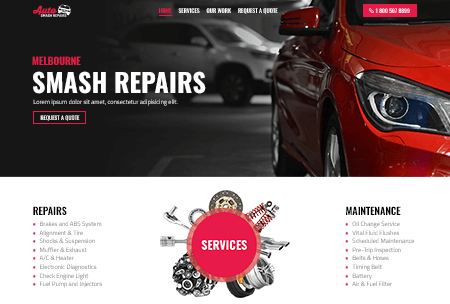 Auto
SMASH REPAIRS
HOME SERVICES OUR WORK REQUEST A QUOTE
1 800 567 8899
MELBOURNE
SMASH REPAIRS
Lorem ipsum dolor sit amet, consectetur adipisicing elit.
REQUEST A QUOTE
REPAIRS
Brakes and ABS System
Alignment & Tire
Shocks & Suspension
Muffler & Exhaust
A/C & Heater
Electronic Diagnostics
Check Engine Light
Fuel Pump and Injectors
SERVICES
MAINTENANCE
Oil Change Service
Vital Fluid Flushes
Scheduled Maintenance
Pre-Trip Inspection
Belts & Hoses
Timing Belt
Battery
Air & Fuel Filter